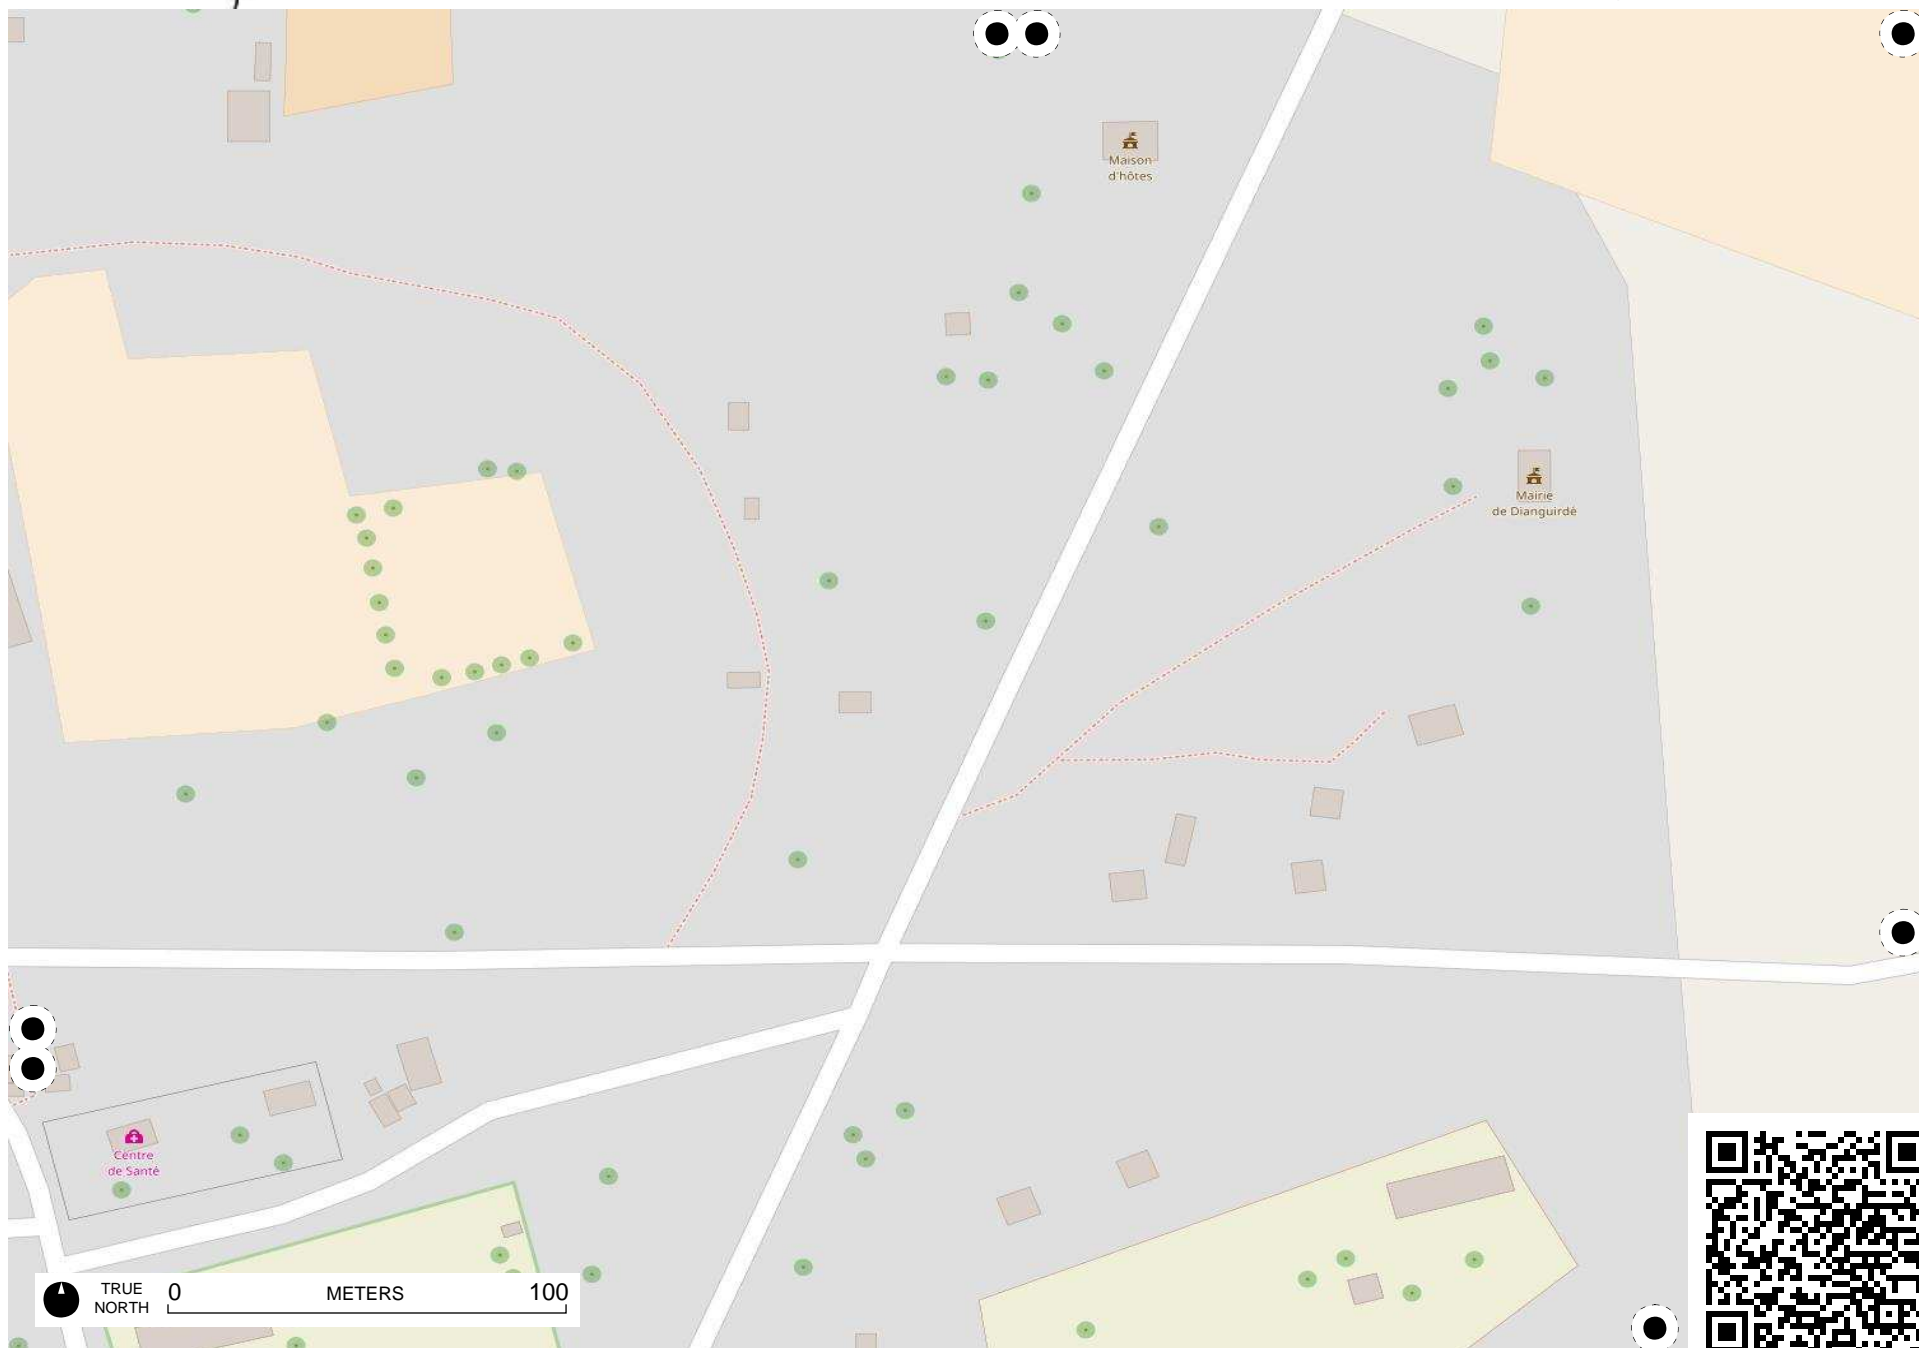 Maison
d'hôtes
Mairie
de Dianguirdé
Centre
de Santé
TRUE
NORTH
0 METERS 100